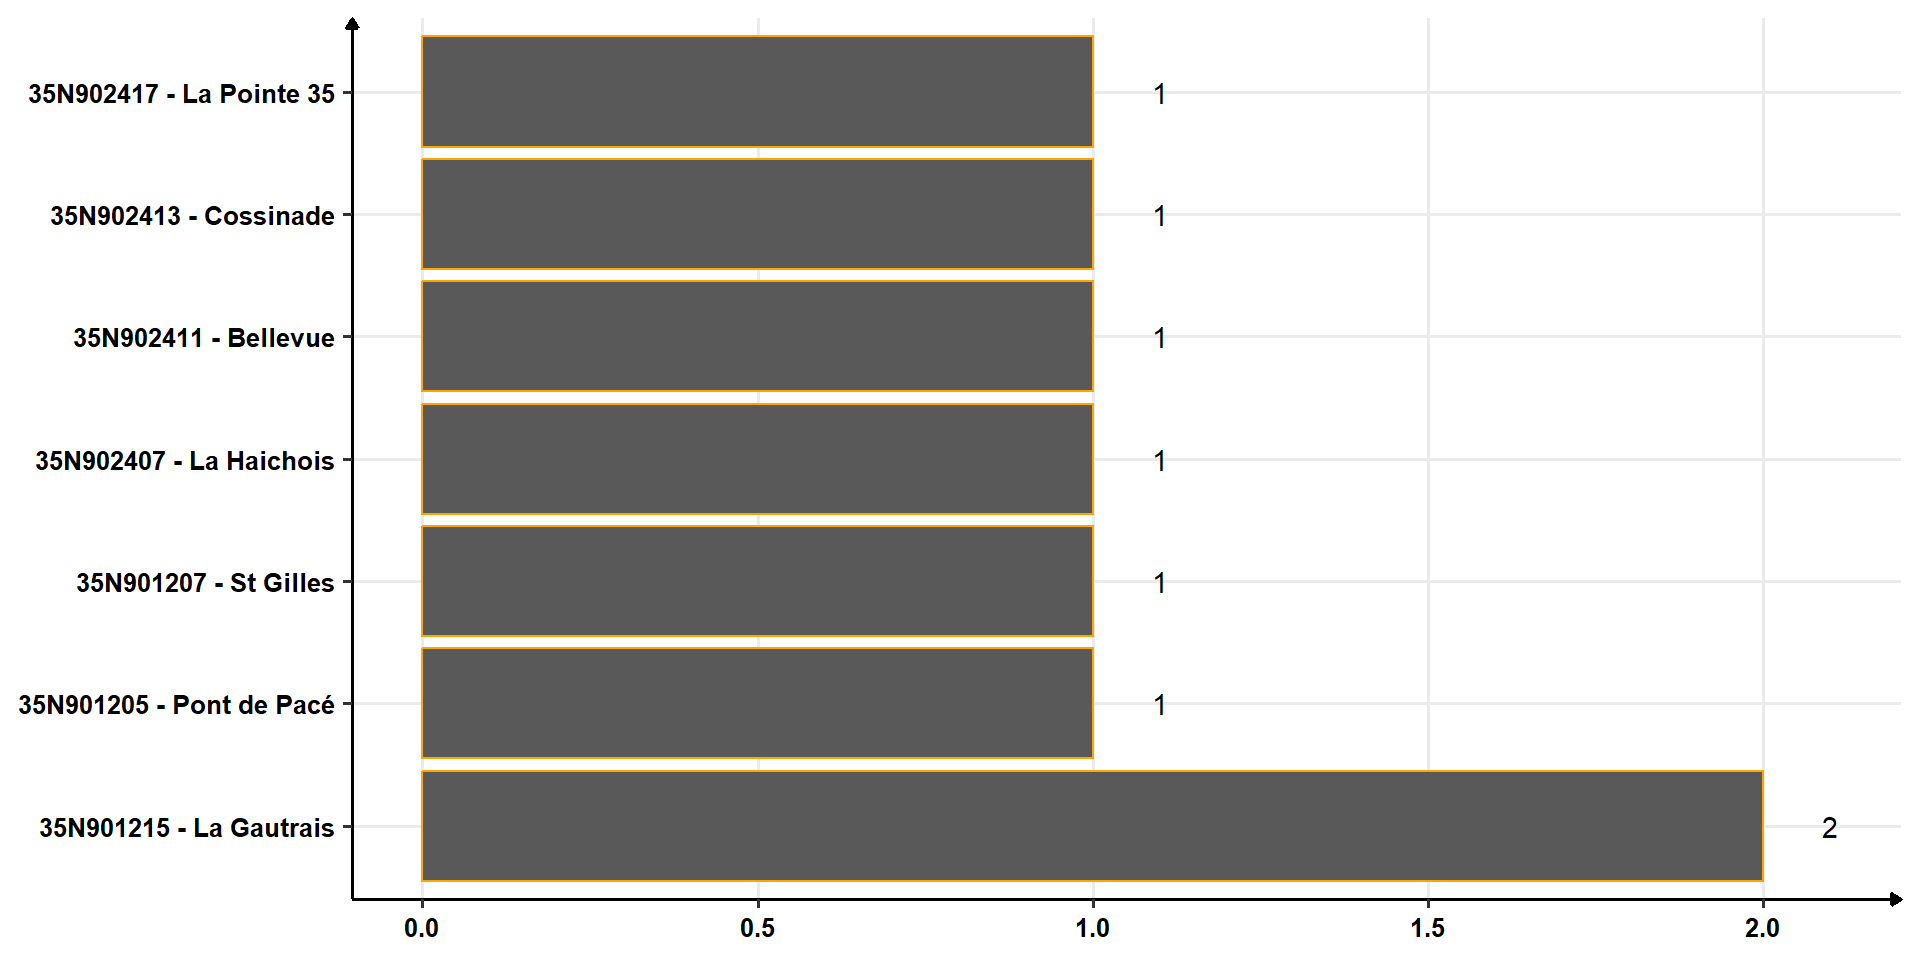 35N902417 - La Pointe 35 1
35N902413 - Cossinade 1
35N902411 - Bellevue 1
35N902407 - La Haichois 1
35N901207 - St Gilles 1
35N901205 - Pont de Pacé 1
35N901215 - La Gautrais 2
0.0 0.5 1.0 1.5 2.0